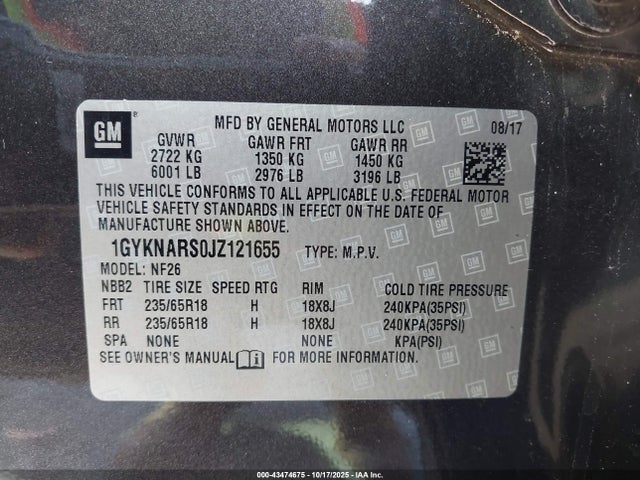 GM ®
MFD BY GENERAL MOTORS LLC 08/17
GVWR GAWR FRT GAWR RR
2722 KG 1350 KG 1450 KG
6001 LB 2976 LB 3196 LB
THIS VEHICLE CONFORMS TO ALL APPLICABLE U.S. FEDERAL MOTOR
VEHICLE SAFETY STANDARDS IN EFFECT ON THE DATE OF
MANUFACTURE SHOWN ABOVE.
1GYKNARS0JZ121655 TYPE: M.P.V.
MODEL: NF26
NBB2 TIRE SIZE SPEED RTG RIM COLD TIRE PRESSURE
FRT 235/65R18 H 18X8J 240KPA(35PSI)
RR 235/65R18 H 18X8J 240KPA(35PSI)
SPA NONE NONE KPA(PSI)
SEE OWNER'S MANUAL FOR MORE INFORMATION.
000-43474675 | 10/17/2025 | IAA Inc.